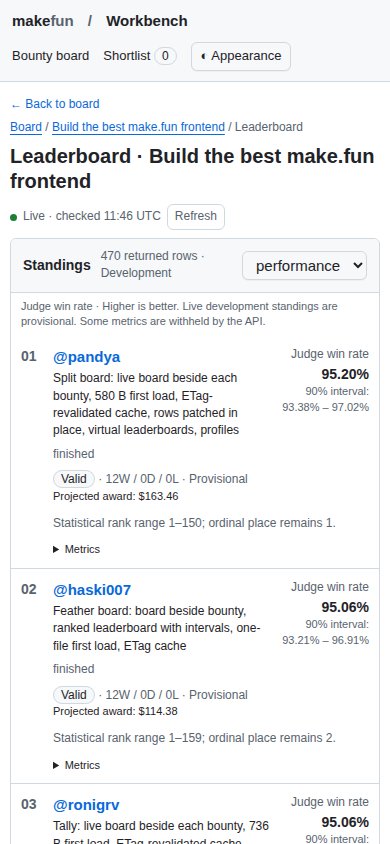 makefun / Workbench
Bounty board Shortlist 0 Appearance
← Back to board
Board / Build the best make.fun frontend / Leaderboard
Leaderboard · Build the best make.fun
frontend
Live · checked 11:46 UTC Refresh
Standings 470 returned rows ·
Development
performance
Judge win rate · Higher is better. Live development standings are
provisional. Some metrics are withheld by the API.
01 @pandya Judge win rate
95.20%
90% interval:
93.38% – 97.02%
Split board: live board beside each
bounty, 580 B first load, ETag-
revalidated cache, rows patched in
place, virtual leaderboards, profiles
finished
Valid · 12W / 0D / 0L · Provisional
Projected award: $163.46
Statistical rank range 1–150; ordinal place remains 1.
Metrics
02 @haski007 Judge win rate
95.06%
90% interval:
93.21% – 96.91%
Feather board: board beside bounty,
ranked leaderboard with intervals, one-
file first load, ETag cache
finished
Valid · 12W / 0D / 0L · Provisional
Projected award: $114.38
Statistical rank range 1–159; ordinal place remains 2.
Metrics
03 @ronigrv Judge win rate
95.06%
90% interval:
Tally: live board beside each bounty, 736
B first load, ETag-revalidated cache